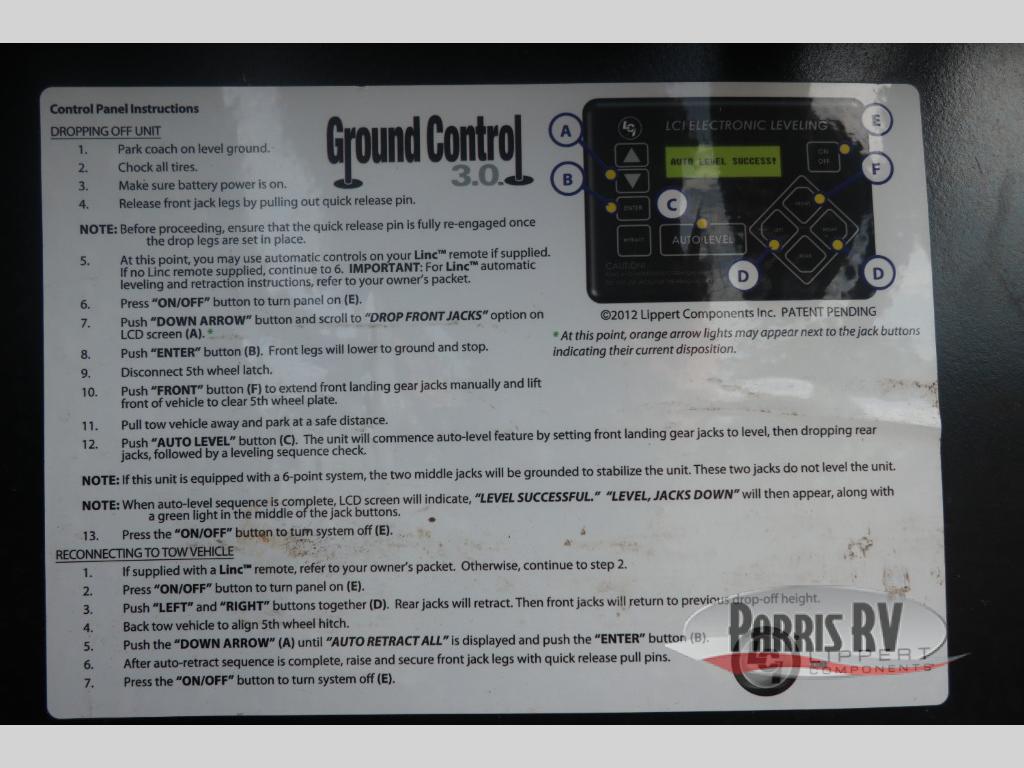 Control Panel Instructions
DROPPING OFF UNIT
1. Park coach on level ground.
2. Chock all tires.
3. Make sure battery power is on.
4. Release front jack legs by pulling out quick release pin.
NOTE: Before proceeding, ensure that the quick release pin is fully re-engaged once
the drop legs are set in place.
5. At this point, you may use automatic controls on your Linc™ remote if supplied.
If no Linc remote supplied, continue to 6. IMPORTANT: For Linc™ automatic
leveling and retraction instructions, refer to your owner's packet.
6. Press "ON/OFF" button to turn panel on (E).
7. Push "DOWN ARROW" button and scroll to "DROP FRONT JACKS" option on
LCD screen (A). *
8. Push "ENTER" button (B). Front legs will lower to ground and stop.
9. Disconnect 5th wheel latch.
10. Push "FRONT" button (F) to extend front landing gear jacks manually and lift
front of vehicle to clear 5th wheel plate.
11. Pull tow vehicle away and park at a safe distance.
12. Push "AUTO LEVEL" button (C). The unit will commence auto-level feature by setting front landing gear jacks to level, then dropping rear
jacks, followed by a leveling sequence check.
NOTE: If this unit is equipped with a 6-point system, the two middle jacks will be grounded to stabilize the unit. These two jacks do not level the unit.
NOTE: When auto-level sequence is complete, LCD screen will indicate, "LEVEL SUCCESSFUL." "LEVEL, JACKS DOWN" will then appear, along with
a green light in the middle of the jack buttons.
13. Press the "ON/OFF" button to turn system off (E).
RECONNECTING TO TOW VEHICLE
1. If supplied with a Linc™ remote, refer to your owner's packet. Otherwise, continue to step 2.
2. Press "ON/OFF" button to turn panel on (E).
3. Push "LEFT" and "RIGHT" buttons together (D). Rear jacks will retract. Then front jacks will return to previous drop-off height.
4. Back tow vehicle to align 5th wheel hitch.
5. Push the "DOWN ARROW" (A) until "AUTO RETRACT ALL" is displayed and push the "ENTER" button (B).
6. After auto-retract sequence is complete, raise and secure front jack legs with quick release pull pins.
7. Press the "ON/OFF" button to turn system off (E).
Ground Control
3.0
LCI ELECTRONIC LEVELING
AUTO LEVEL SUCCESS!
ON
OFF
ENTER
RETRACT
AUTO LEVEL
FRONT
LEFT
RIGHT
REAR
CAUTION:
A
B
C
D
D
E
F
©2012 Lippert Components Inc. PATENT PENDING
* At this point, orange arrow lights may appear next to the jack buttons
indicating their current disposition.
PARRIS RV
LIPPERT
COMPONENTS